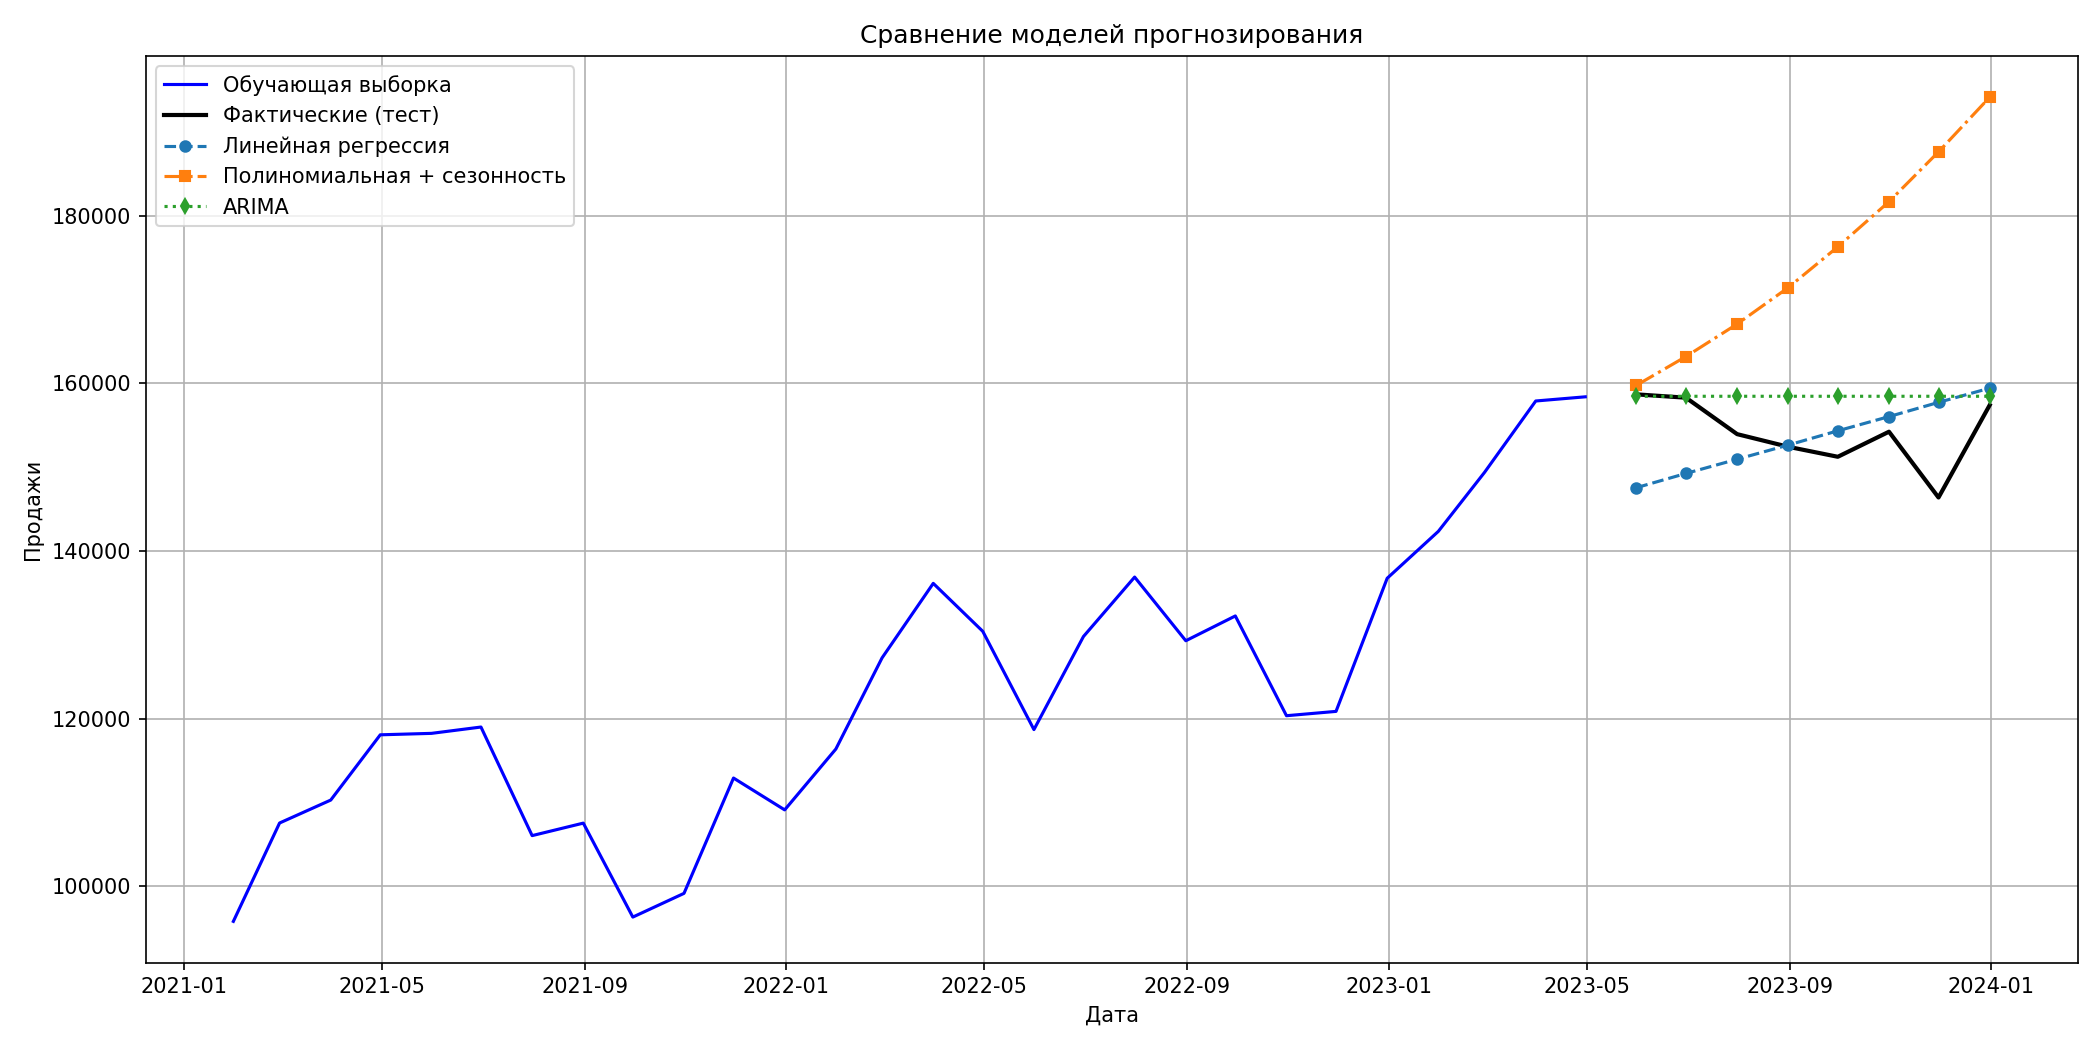 Сравнение моделей прогнозирования
Обучающая выборка
Фактические (тест)
Линейная регрессия
Полиномиальная + сезонность
ARIMA
180000
160000
140000
120000
100000
Продажи
2021-01
2021-05
2021-09
2022-01
2022-05
2022-09
2023-01
2023-05
2023-09
2024-01
Дата